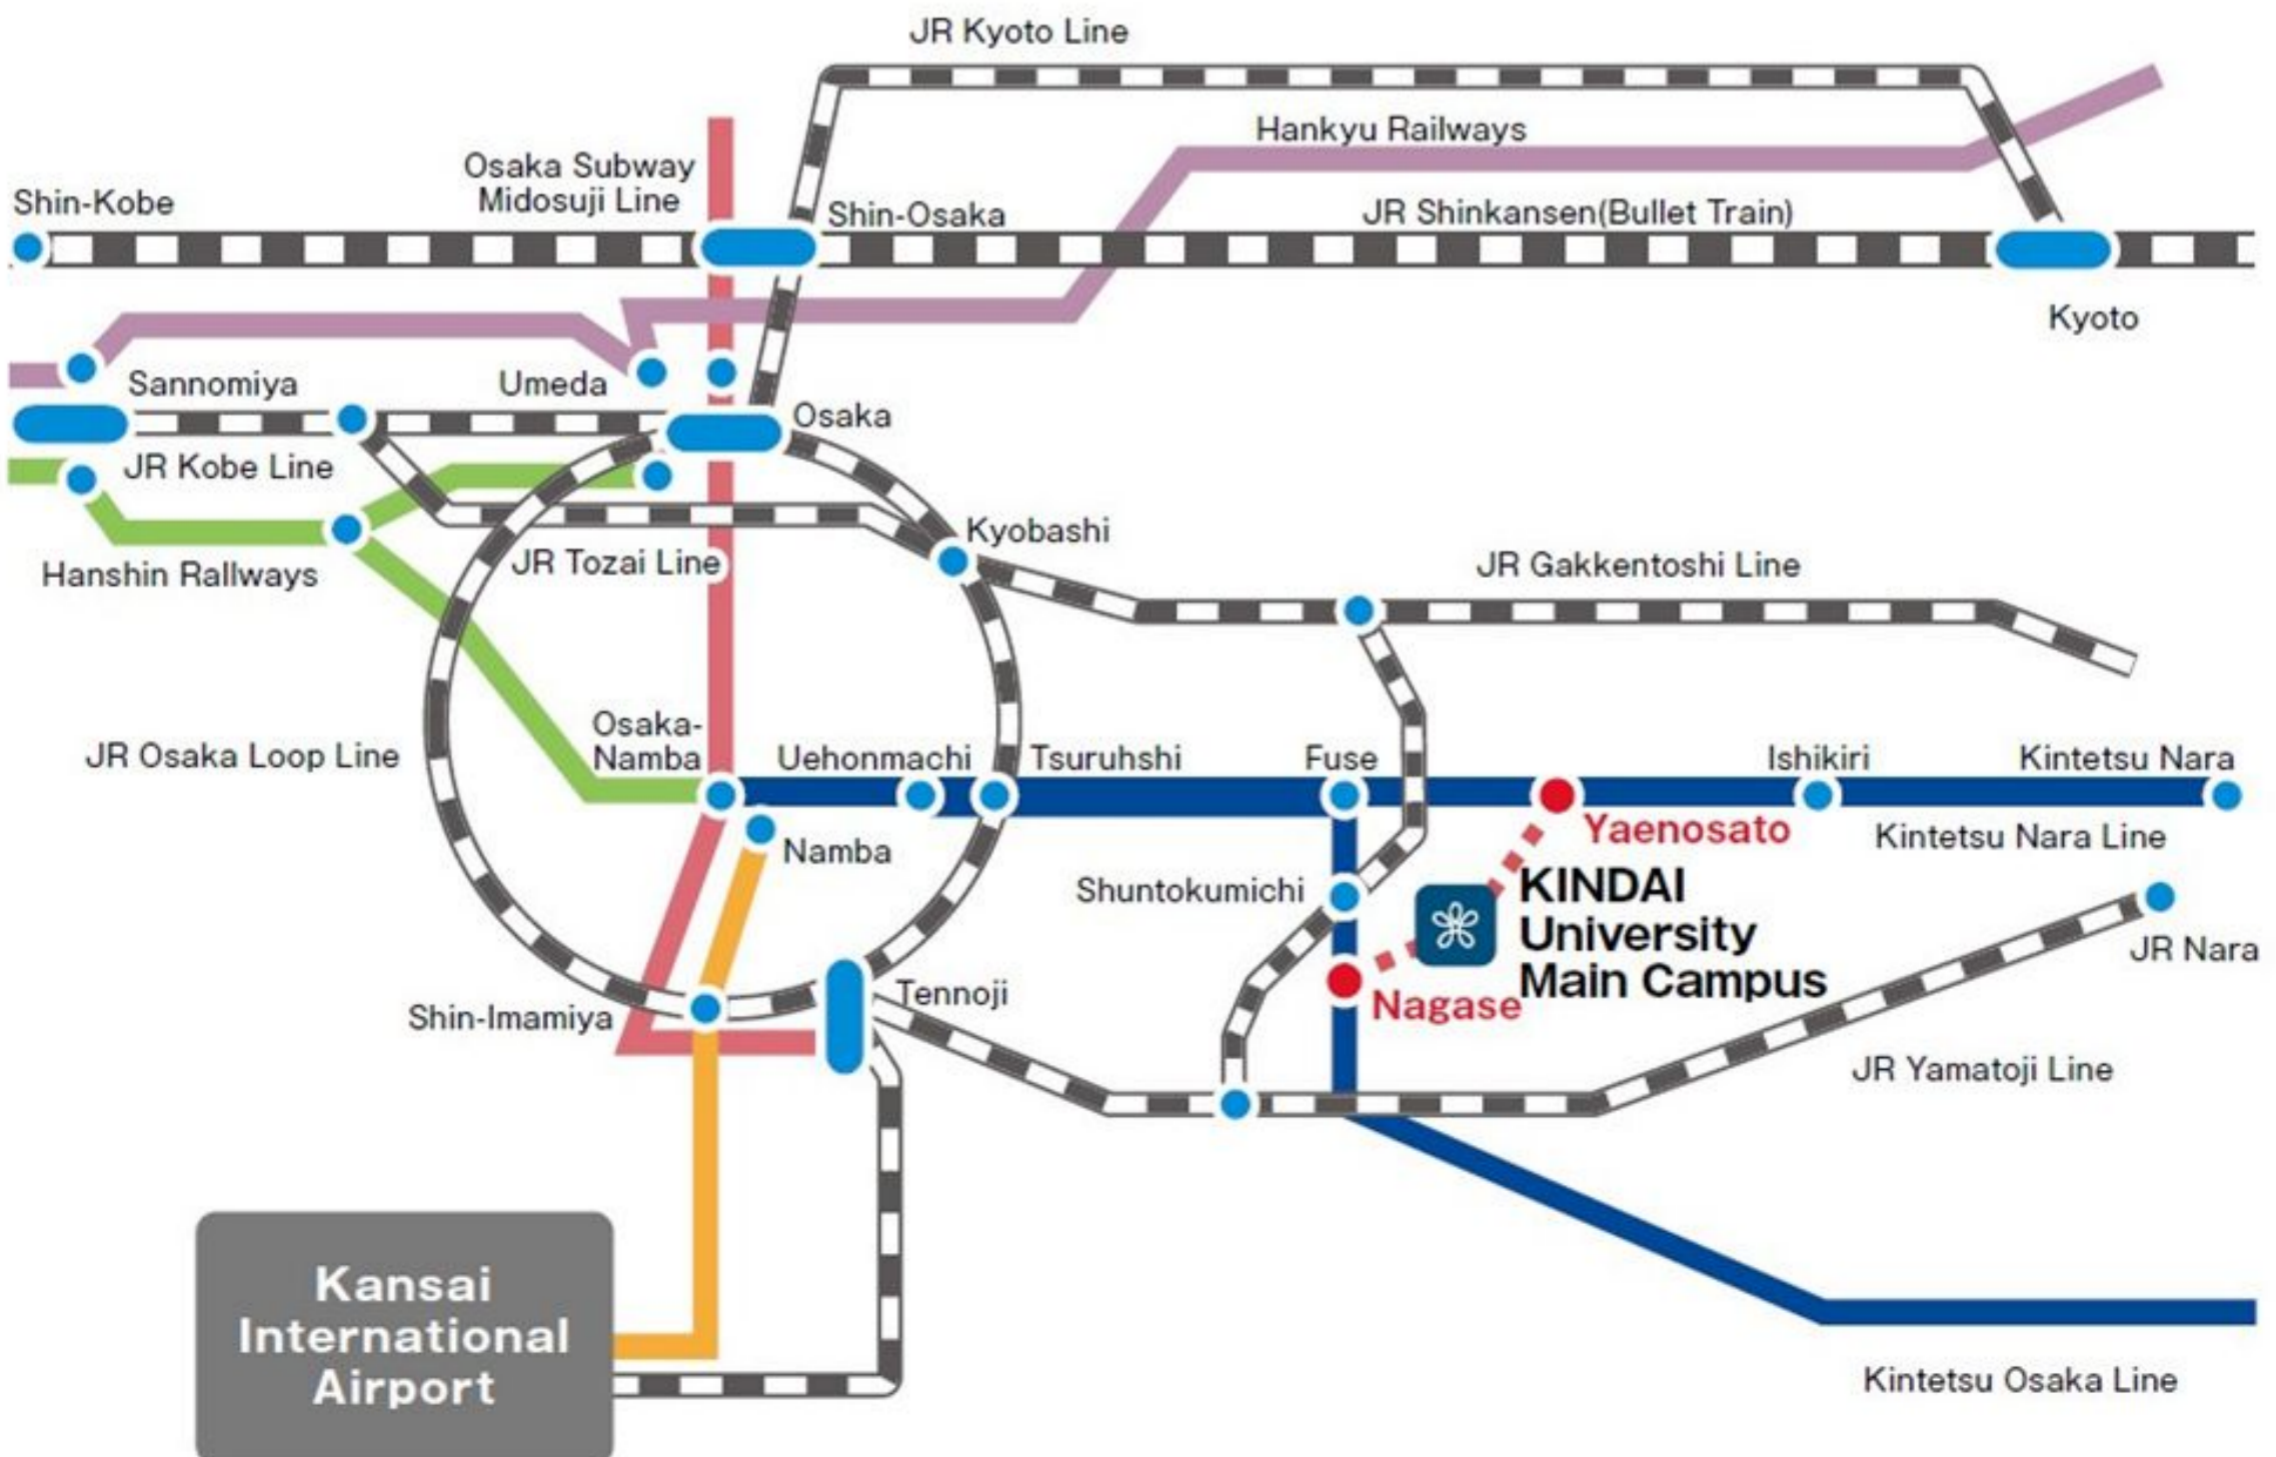 JR Kyoto Line
Hankyu Railways
Osaka Subway
Midosuji Line
Shin-Kobe
Shin-Osaka
JR Shinkansen(Bullet Train)
Kyoto
Sannomiya
Umeda
Osaka
JR Kobe Line
Kyobashi
Hanshin Rallways
JR Tozai Line
JR Gakkentoshi Line
Osaka-
Namba
JR Osaka Loop Line
Uehonmachi
Tsuruhshi
Fuse
Ishikiri
Kintetsu Nara
Yaenosato
Kintetsu Nara Line
Namba
Shuntokumichi
KINDAI
University
Main Campus
JR Nara
Tennoji
Nagase
Shin-Imamiya
JR Yamatoji Line
Kansai
International
Airport
Kintetsu Osaka Line